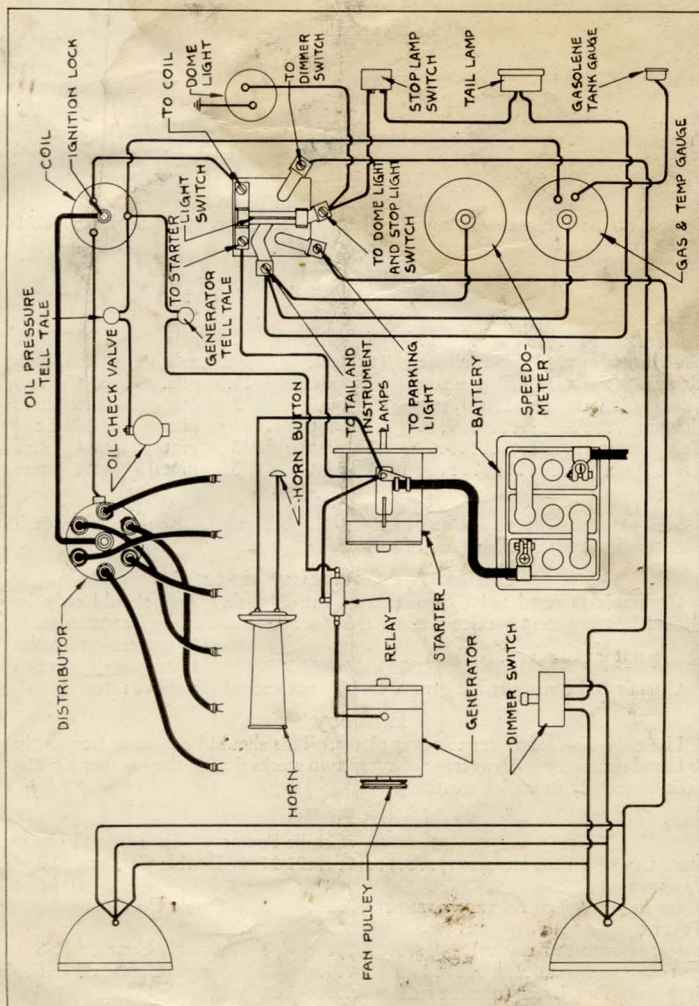 COIL
IGNITION LOCK
TO COIL
DOME
LIGHT
TO
DIMMER
SWITCH
STOP LAMP
SWITCH
TAIL LAMP
GASOLENE
TANK GAUGE
OIL PRESSURE
TELL TALE
OIL CHECK VALVE
GENERATOR
TELL TALE
TO STARTER
LIGHT
SWITCH
TO DOME LIGHT
AND STOP LIGHT
SWITCH
GAS & TEMP GAUGE
TO TAIL AND
INSTRUMENT
LAMPS
TO PARKING
LIGHT
BATTERY
SPEEDO-
METER
DISTRIBUTOR
HORN BUTTON
HORN
RELAY
STARTER
GENERATOR
DIMMER SWITCH
FAN PULLEY